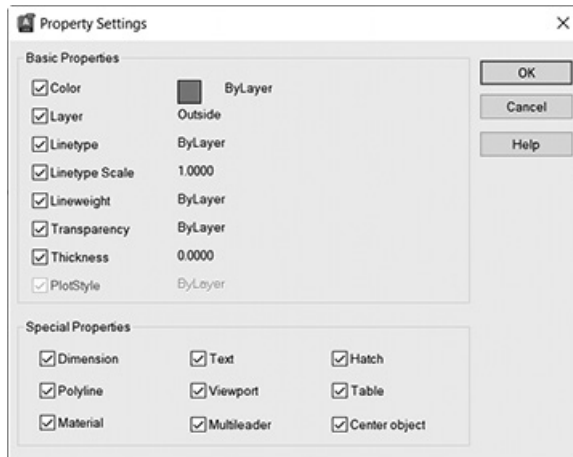 Property Settings
Basic Properties
Color ByLayer
Layer Outside
Linetype ByLayer
Linetype Scale 1.0000
Lineweight ByLayer
Transparency ByLayer
Thickness 0.0000
PlotStyle ByLayer
OK
Cancel
Help
Special Properties
Dimension Text Hatch
Polyline Viewport Table
Material Multileader Center object